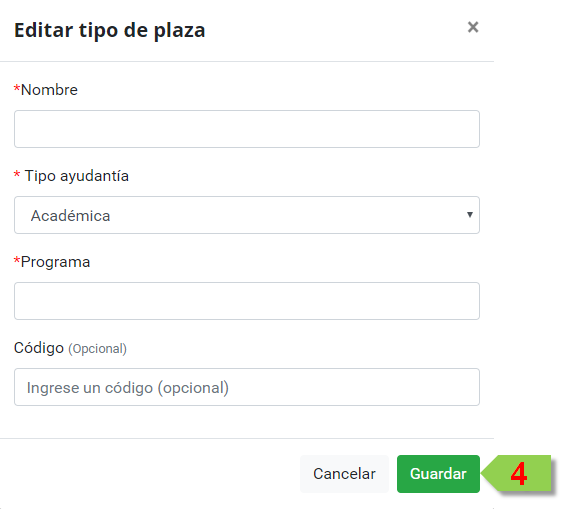 Editar tipo de plaza ×
*Nombre
* Tipo ayudantía
Académica
*Programa
Código (Opcional)
Ingrese un código (opcional)
Cancelar Guardar 4